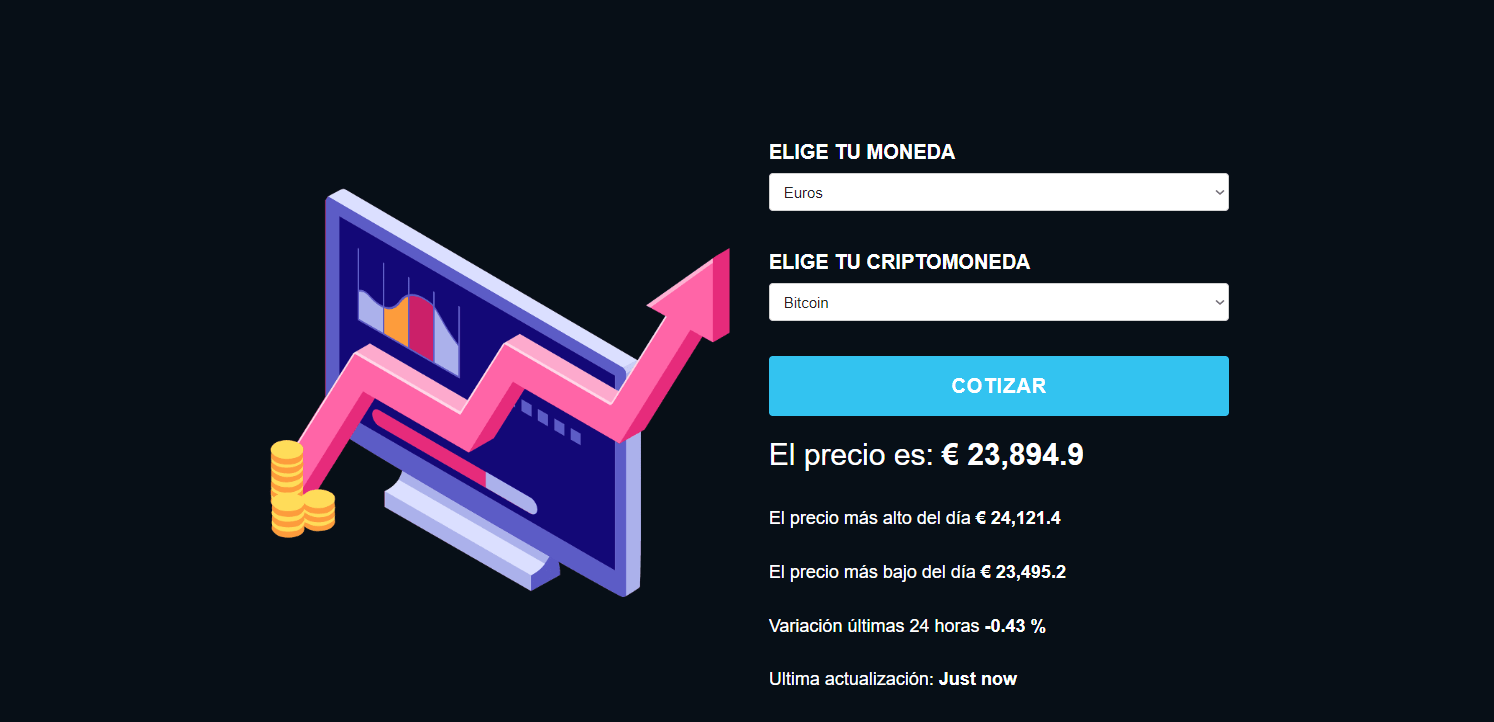 ELIGE TU MONEDA
Euros
ELIGE TU CRIPTOMONEDA
Bitcoin
COTIZAR
El precio es: € 23,894.9
El precio más alto del día € 24,121.4
El precio más bajo del día € 23,495.2
Variación últimas 24 horas -0.43 %
Ultima actualización: Just now